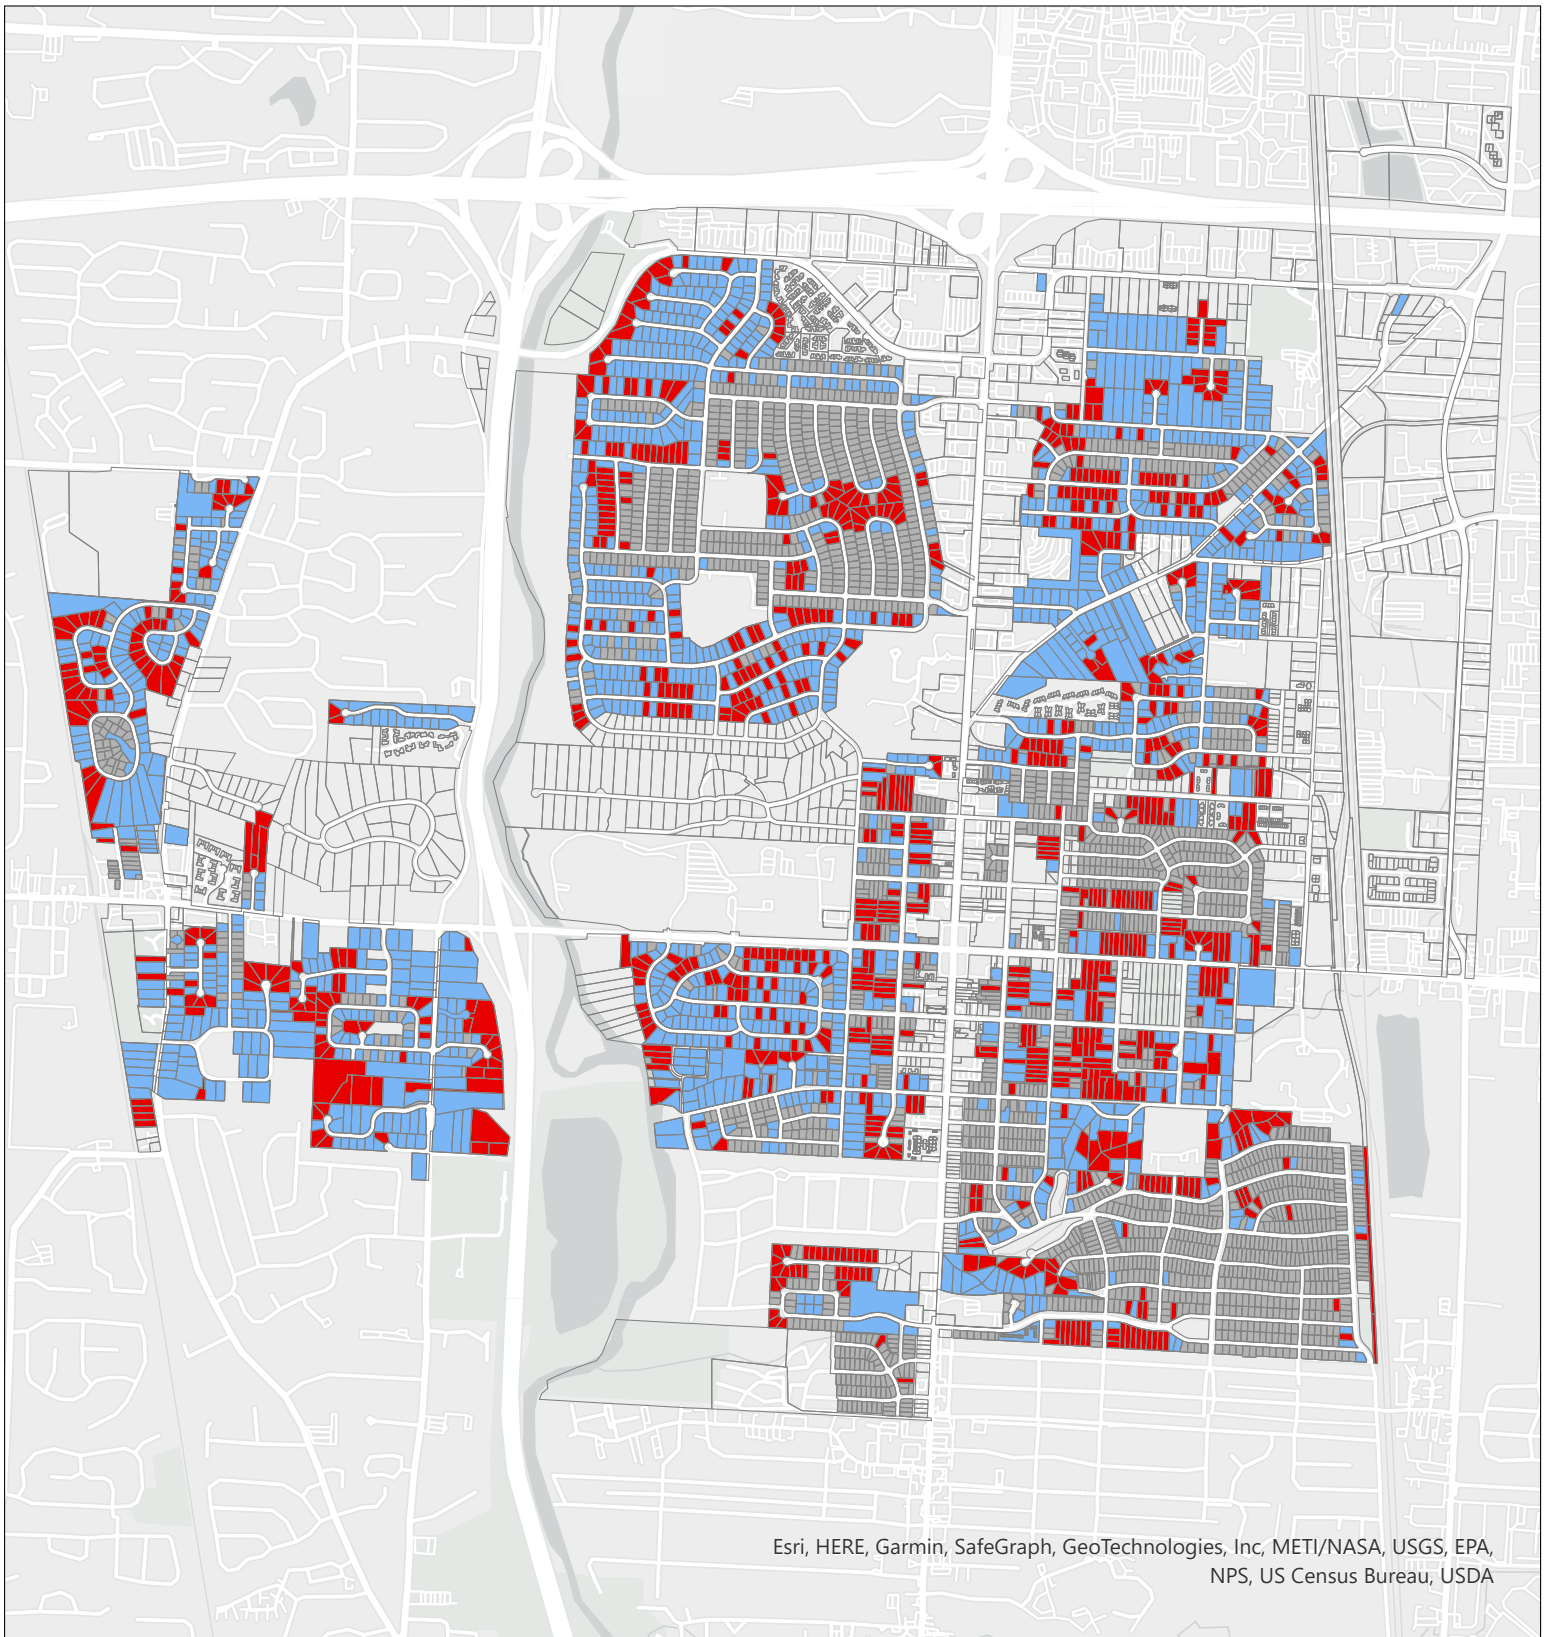 Esri, HERE, Garmin, SafeGraph, GeoTechnologies, Inc, METI/NASA, USGS, EPA,
NPS, US Census Bureau, USDA